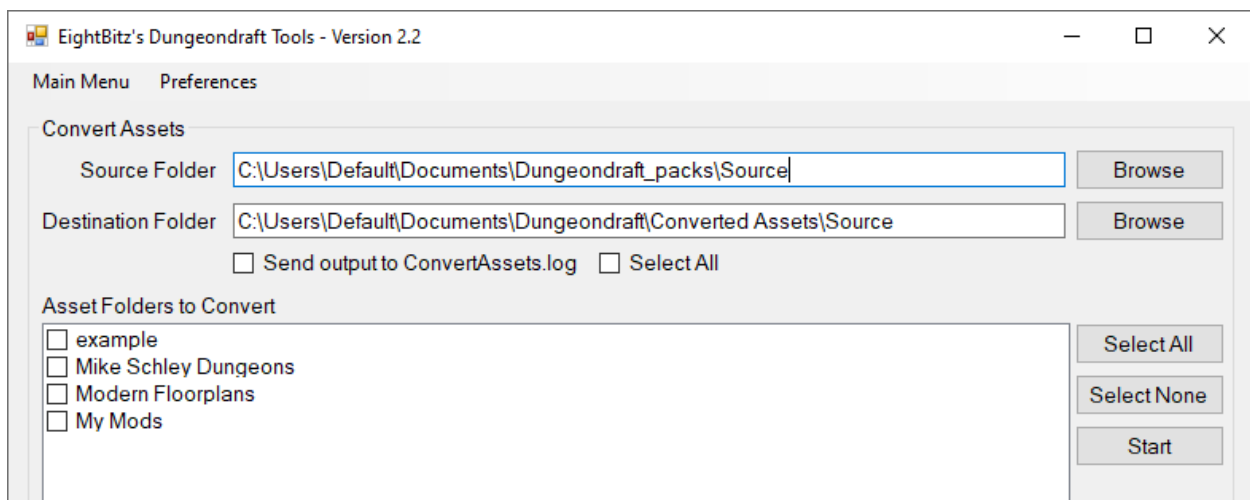 EightBitz's Dungeondraft Tools - Version 2.2
Main Menu Preferences
Convert Assets
Source Folder C:\Users\Default\Documents\Dungeondraft_packs\Source Browse
Destination Folder C:\Users\Default\Documents\Dungeondraft\Converted Assets\Source Browse
Send output to ConvertAssets.log Select All
Asset Folders to Convert
example
Select All
Mike Schley Dungeons
Modern Floorplans
Select None
My Mods
Start